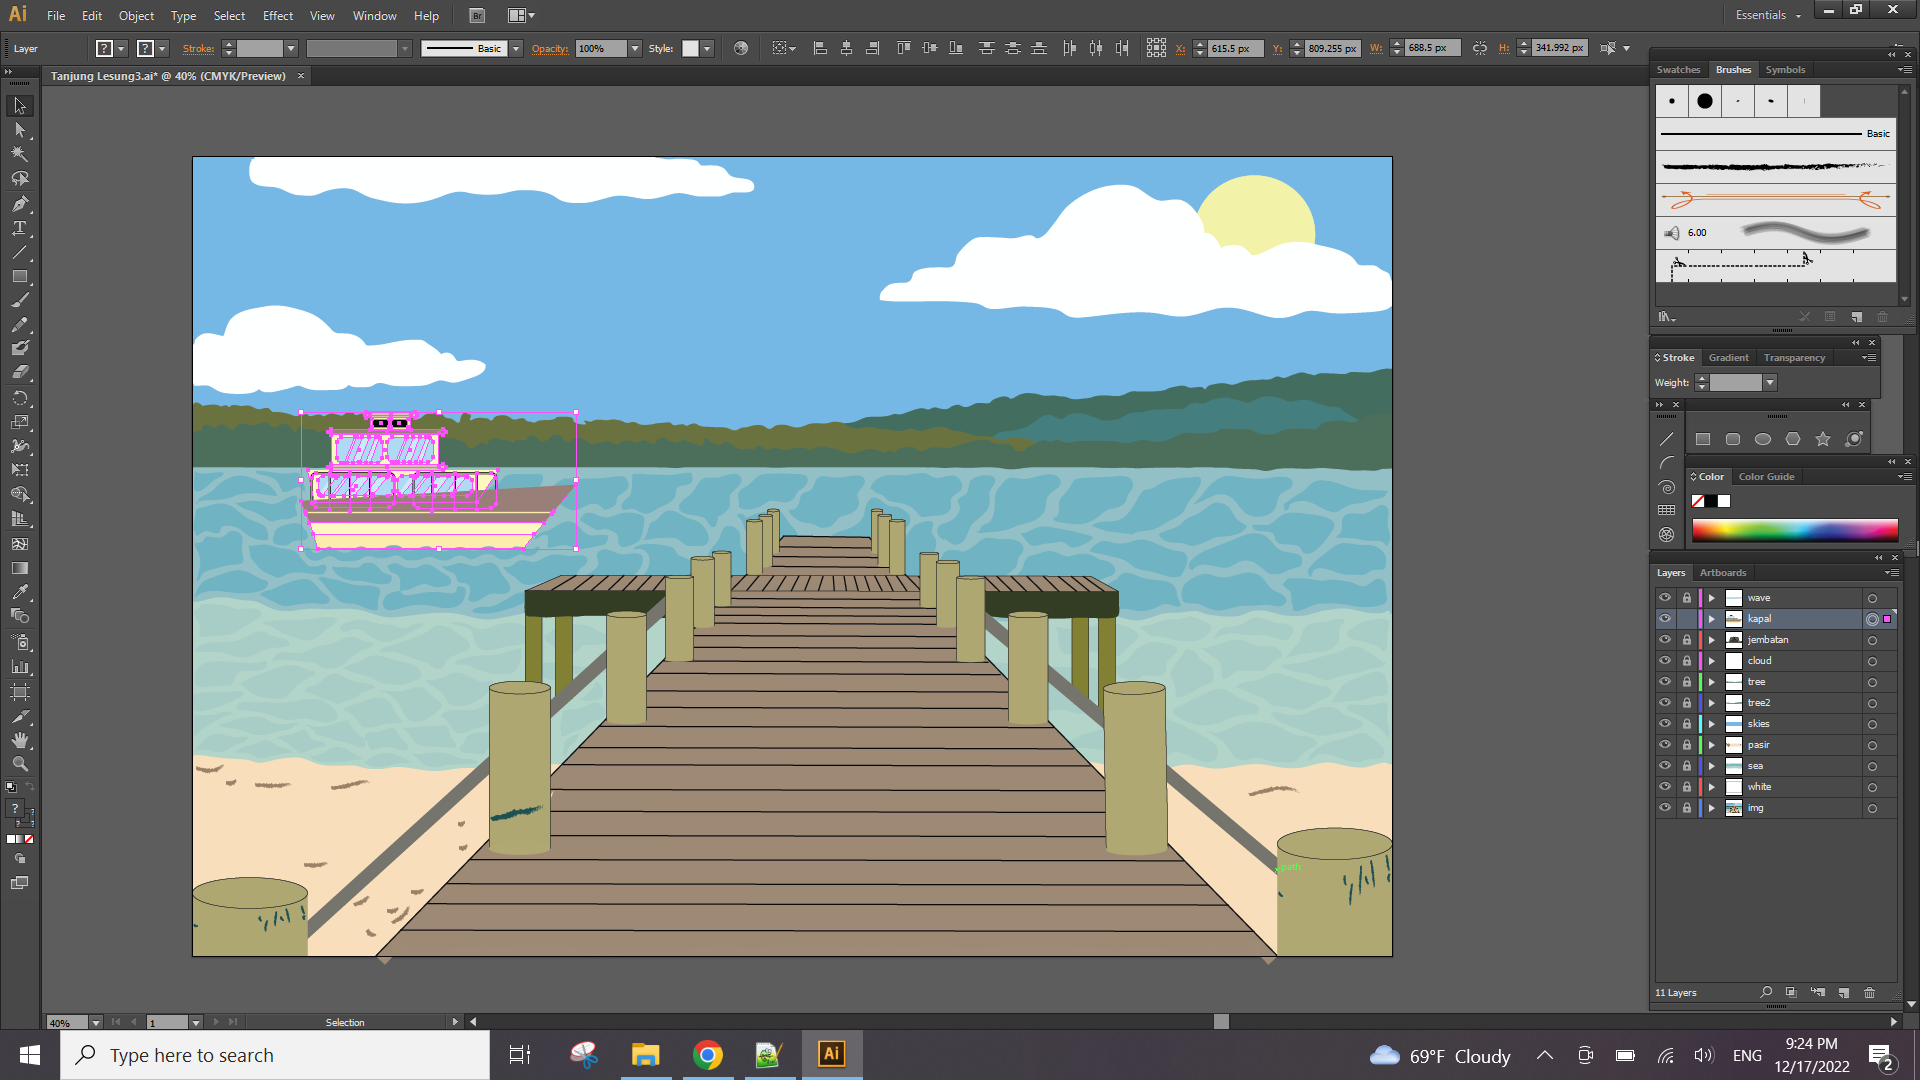 Ai File Edit Object Type Select Effect View Window Help Br Essentials
Layer ? ? Stroke: Basic Opacity: 100% Style: X: 615.5 px Y: 809.255 px W: 688.5 px H: 341.992 px
Tanjung Lesung3.ai* @ 40% (CMYK/Preview)
Swatches Brushes Symbols
Basic
6.00
Stroke Gradient Transparency
Weight:
Color Color Guide
Layers Artboards
wave
kapal
jembatan
cloud
tree
tree2
skies
pasir
sea
white
img
path
11 Layers
40% 1 Selection
Type here to search
Ai
69°F Cloudy
ENG
9:24 PM
12/17/2022
2